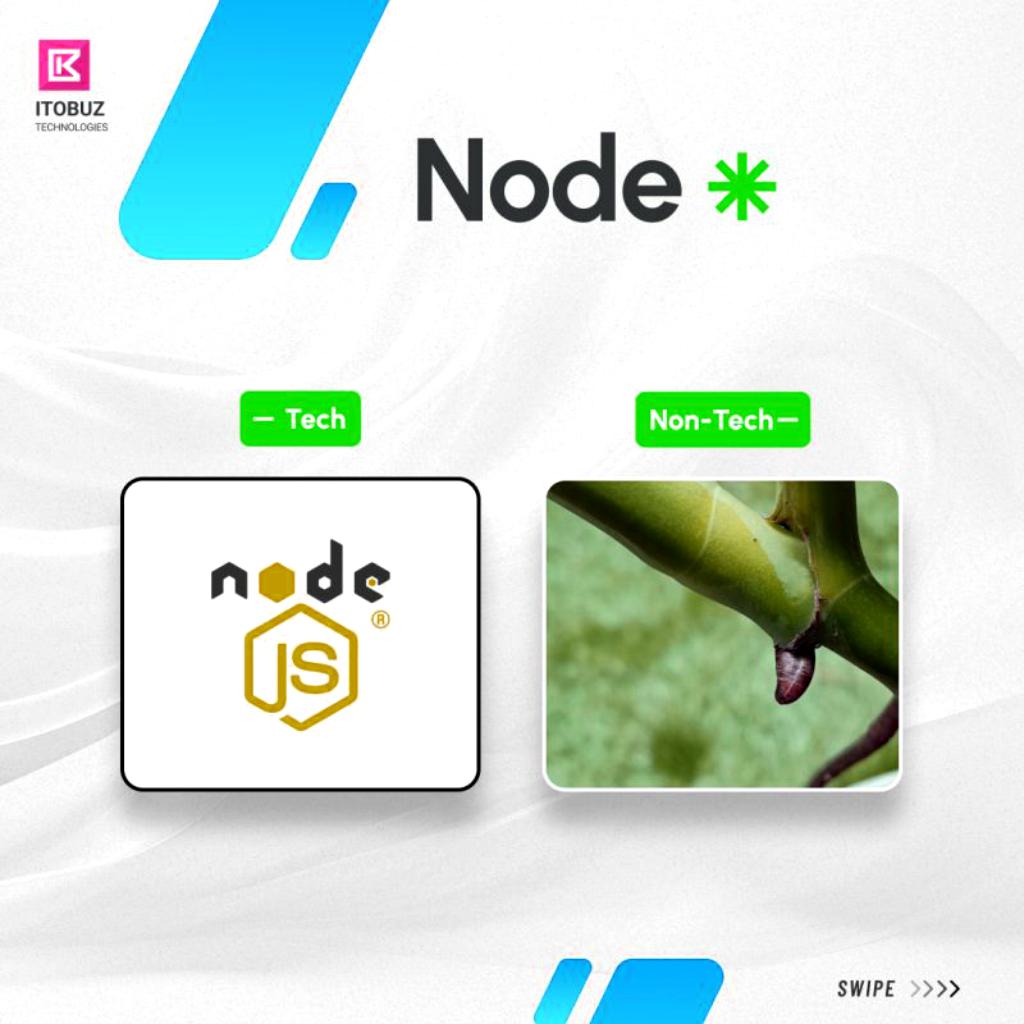 ITOBUZ
TECHNOLOGIES
Node
— Tech
Non-Tech—
node
®
JS
SWIPE >>>>